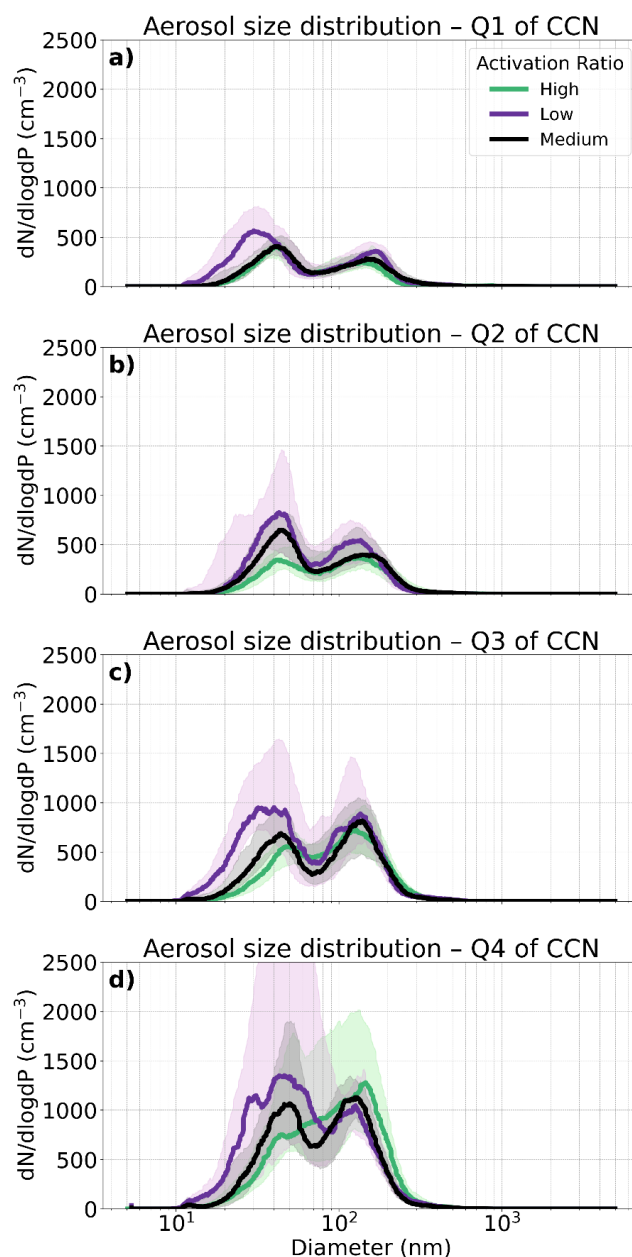 Aerosol size distribution – Q1 of CCN
a)
dN/dlogdP (cm⁻³)
2500
2000
1500
1000
500
0
Activation Ratio
High
Low
Medium
Aerosol size distribution – Q2 of CCN
b)
dN/dlogdP (cm⁻³)
2500
2000
1500
1000
500
0
Aerosol size distribution – Q3 of CCN
c)
dN/dlogdP (cm⁻³)
2500
2000
1500
1000
500
0
Aerosol size distribution – Q4 of CCN
d)
dN/dlogdP (cm⁻³)
2500
2000
1500
1000
500
0
10¹ 10² 10³
Diameter (nm)